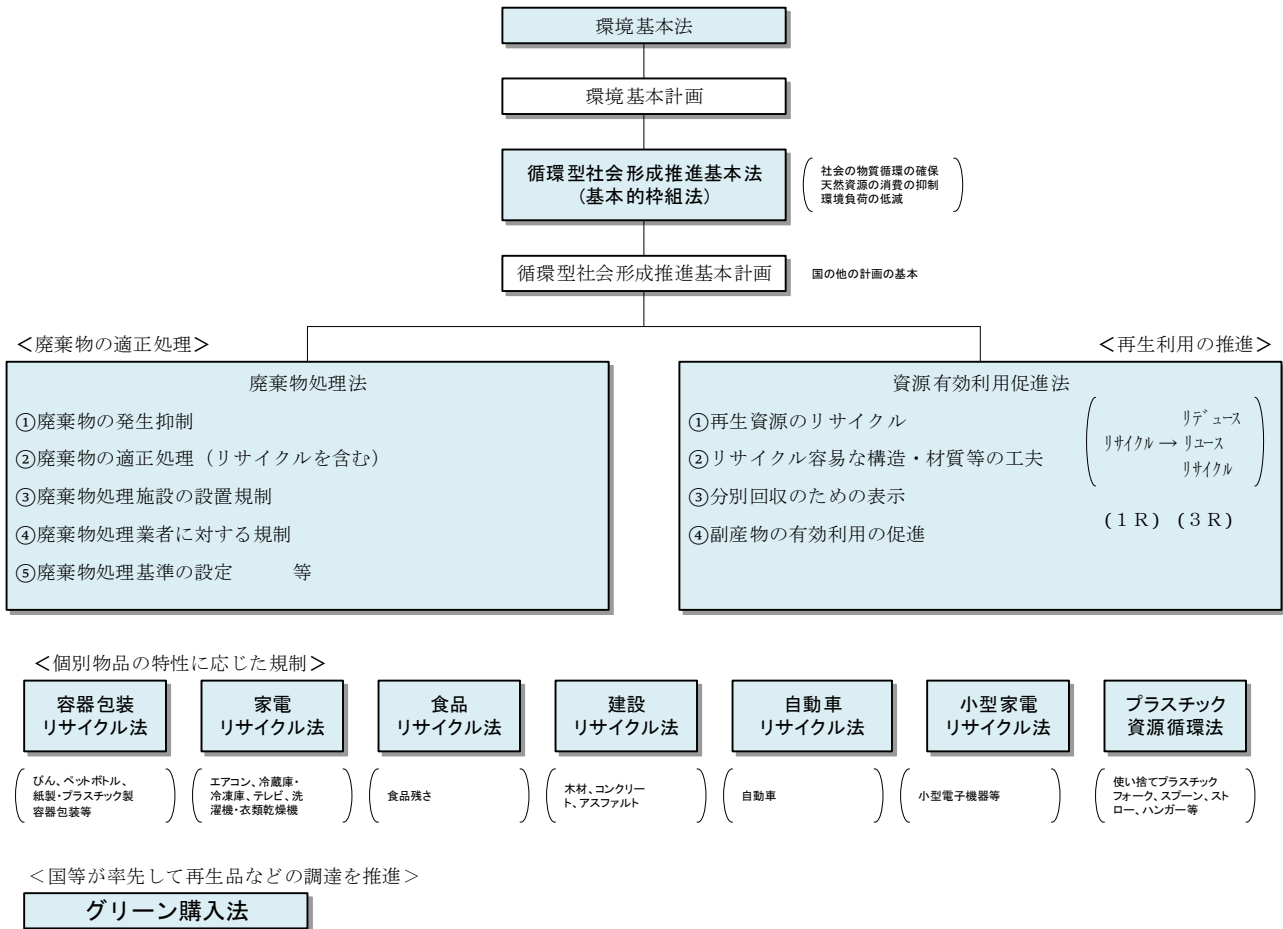 環境基本法
環境基本計画
循環型社会形成推進基本法
(基本的枠組法)
社会の物質循環の確保
天然資源の消費の抑制
環境負荷の低減
循環型社会形成推進基本計画
国の他の計画の基本
＜廃棄物の適正処理＞
廃棄物処理法
①廃棄物の発生抑制
②廃棄物の適正処理（リサイクルを含む）
③廃棄物処理施設の設置規制
④廃棄物処理業者に対する規制
⑤廃棄物処理基準の設定　　　等
＜再生利用の推進＞
資源有効利用促進法
①再生資源のリサイクル
②リサイクル容易な構造・材質等の工夫
③分別回収のための表示
④副産物の有効利用の促進
ﾘﾃﾞｭｰｽ
ﾘｻｲｸﾙ → ﾘﾕｰｽ
ﾘｻｲｸﾙ
(１Ｒ) (３Ｒ)
＜個別物品の特性に応じた規制＞
容器包装
リサイクル法
びん、ペットボトル、
紙製・プラスチック製
容器包装等
家電
リサイクル法
エアコン、冷蔵庫・
冷凍庫、テレビ、洗
濯機・衣類乾燥機
食品
リサイクル法
食品残さ
建設
リサイクル法
木材、コンクリー
ト、アスファルト
自動車
リサイクル法
自動車
小型家電
リサイクル法
小型電子機器等
プラスチック
資源循環法
使い捨てプラスチック
フォーク、スプーン、スト
ロー、ハンガー等
＜国等が率先して再生品などの調達を推進＞
グリーン購入法